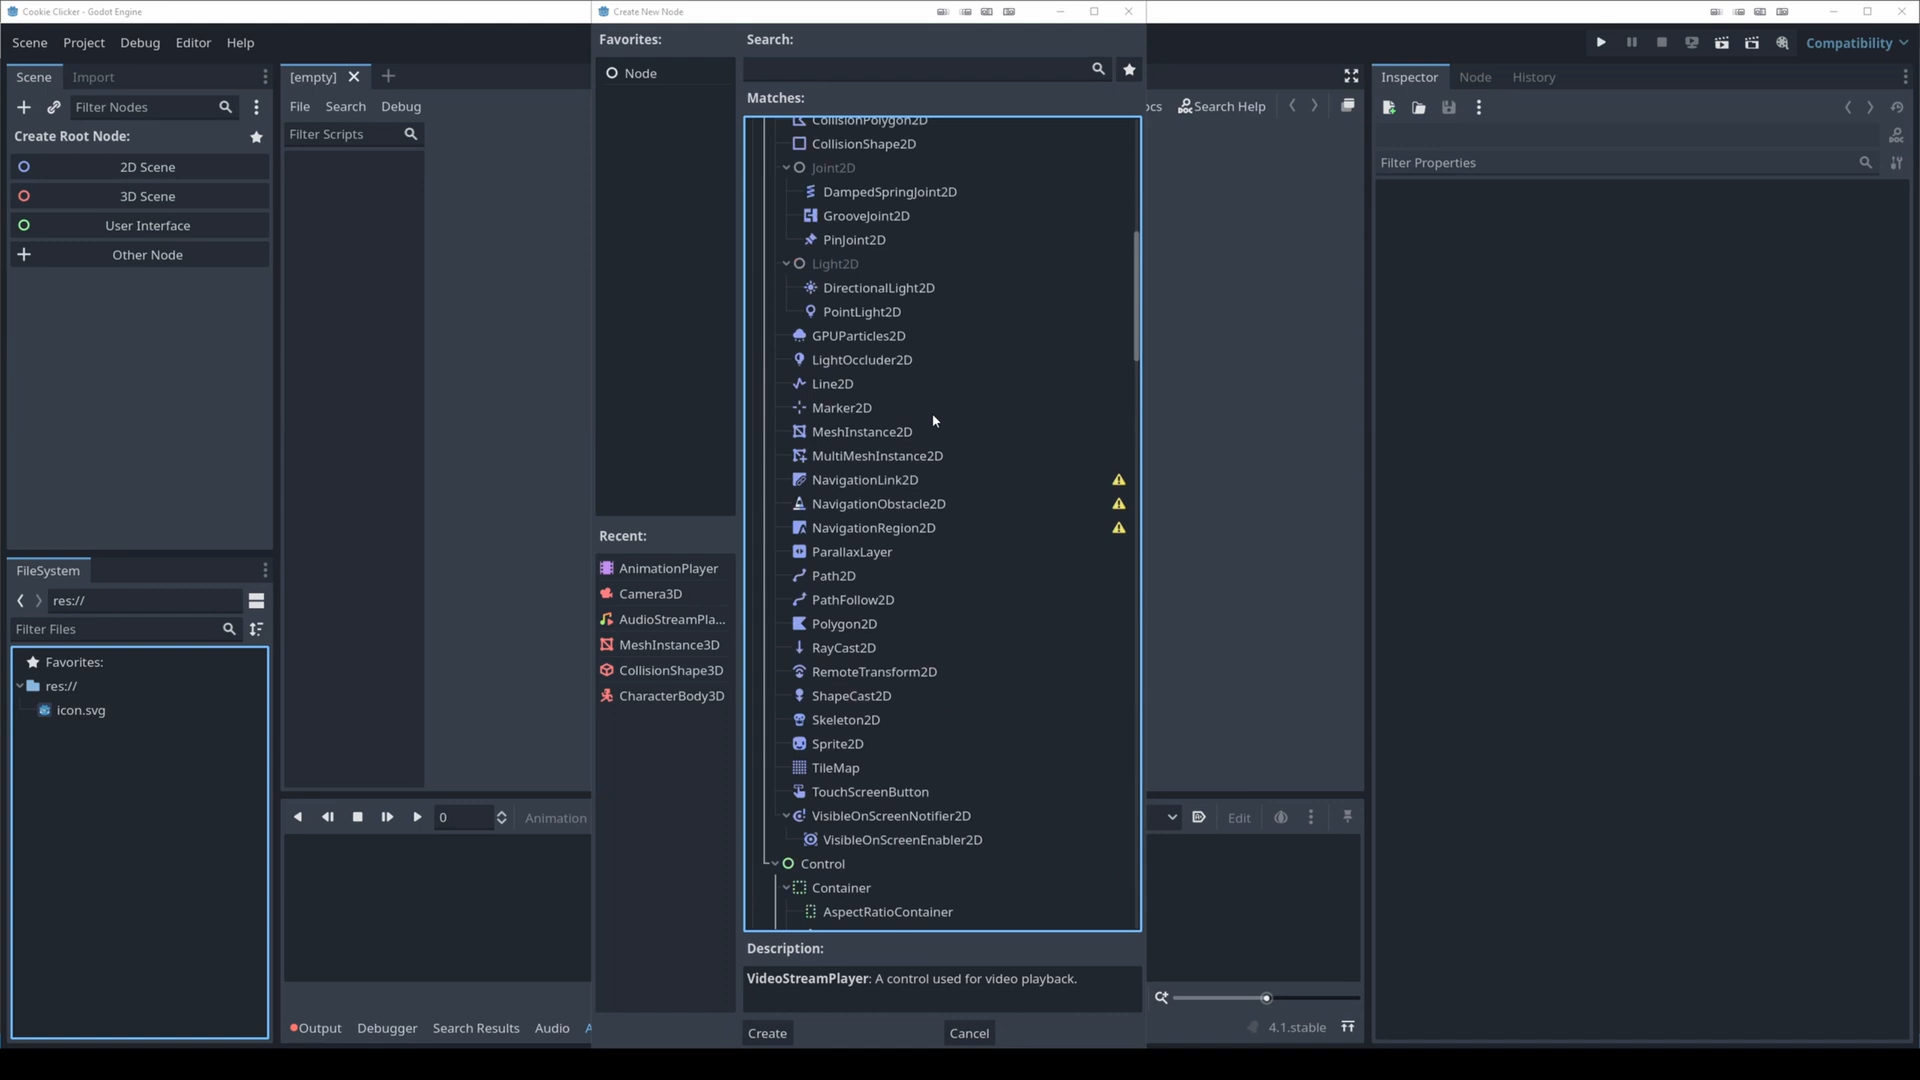 Cookie Clicker - Godot Engine
Create New Node
Scene Project Debug Editor Help
Compatibility
Scene Import
Filter Nodes
Create Root Node:
2D Scene
3D Scene
User Interface
Other Node
FileSystem
res://
Filter Files
Favorites:
res://
icon.svg
[empty]
File Search Debug
Filter Scripts
0
Animation
Output Debugger Search Results Audio
Favorites:
Node
Recent:
AnimationPlayer
Camera3D
AudioStreamPla...
MeshInstance3D
CollisionShape3D
CharacterBody3D
Search:
Matches:
CollisionPolygon2D
CollisionShape2D
Joint2D
DampedSpringJoint2D
GrooveJoint2D
PinJoint2D
Light2D
DirectionalLight2D
PointLight2D
GPUParticles2D
LightOccluder2D
Line2D
Marker2D
MeshInstance2D
MultiMeshInstance2D
NavigationLink2D
NavigationObstacle2D
NavigationRegion2D
ParallaxLayer
Path2D
PathFollow2D
Polygon2D
RayCast2D
RemoteTransform2D
ShapeCast2D
Skeleton2D
Sprite2D
TileMap
TouchScreenButton
VisibleOnScreenNotifier2D
VisibleOnScreenEnabler2D
Control
Container
AspectRatioContainer
Description:
VideoStreamPlayer: A control used for video playback.
Create Cancel
ocs Search Help
Edit
4.1.stable
Inspector Node History
Filter Properties